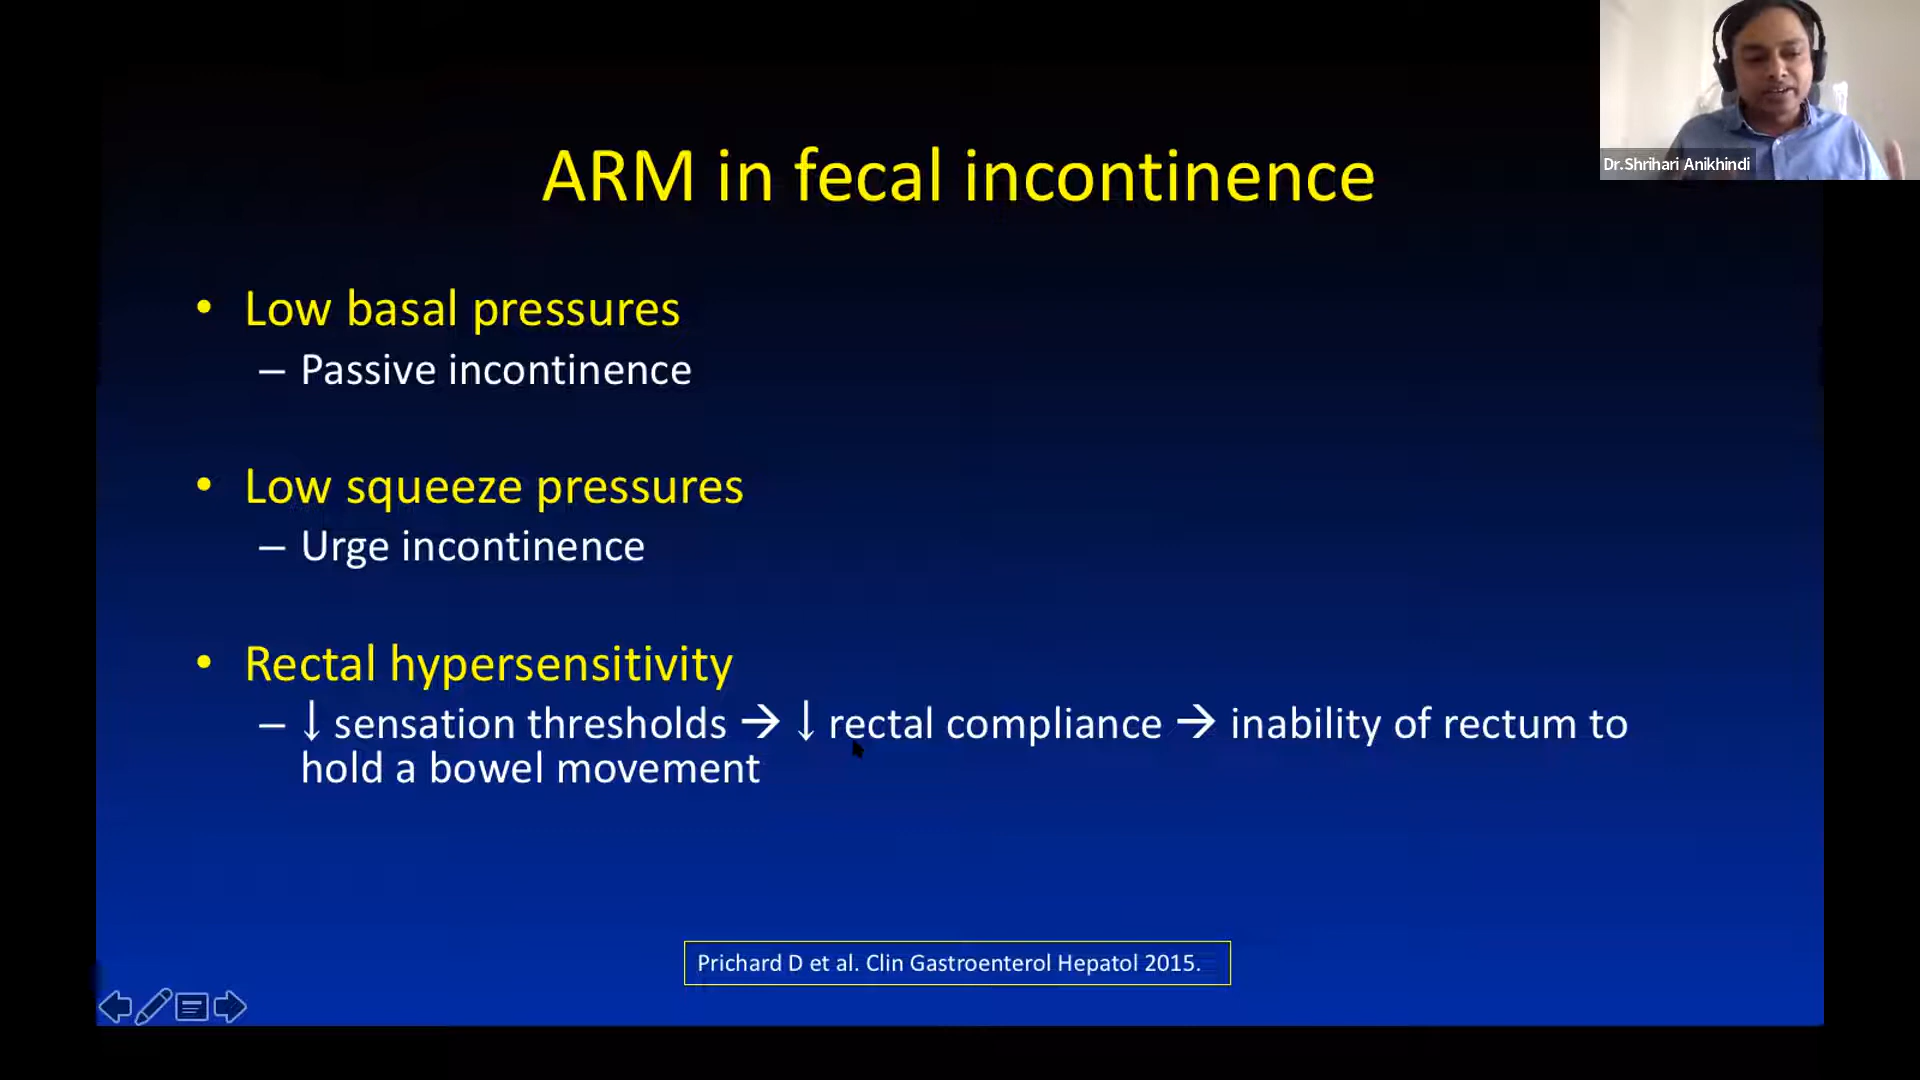 Dr.Shrihari Anikhindi
ARM in fecal incontinence
• Low basal pressures
– Passive incontinence
• Low squeeze pressures
– Urge incontinence
• Rectal hypersensitivity
– ↓ sensation thresholds → ↓ rectal compliance → inability of rectum to
hold a bowel movement
Prichard D et al. Clin Gastroenterol Hepatol 2015.